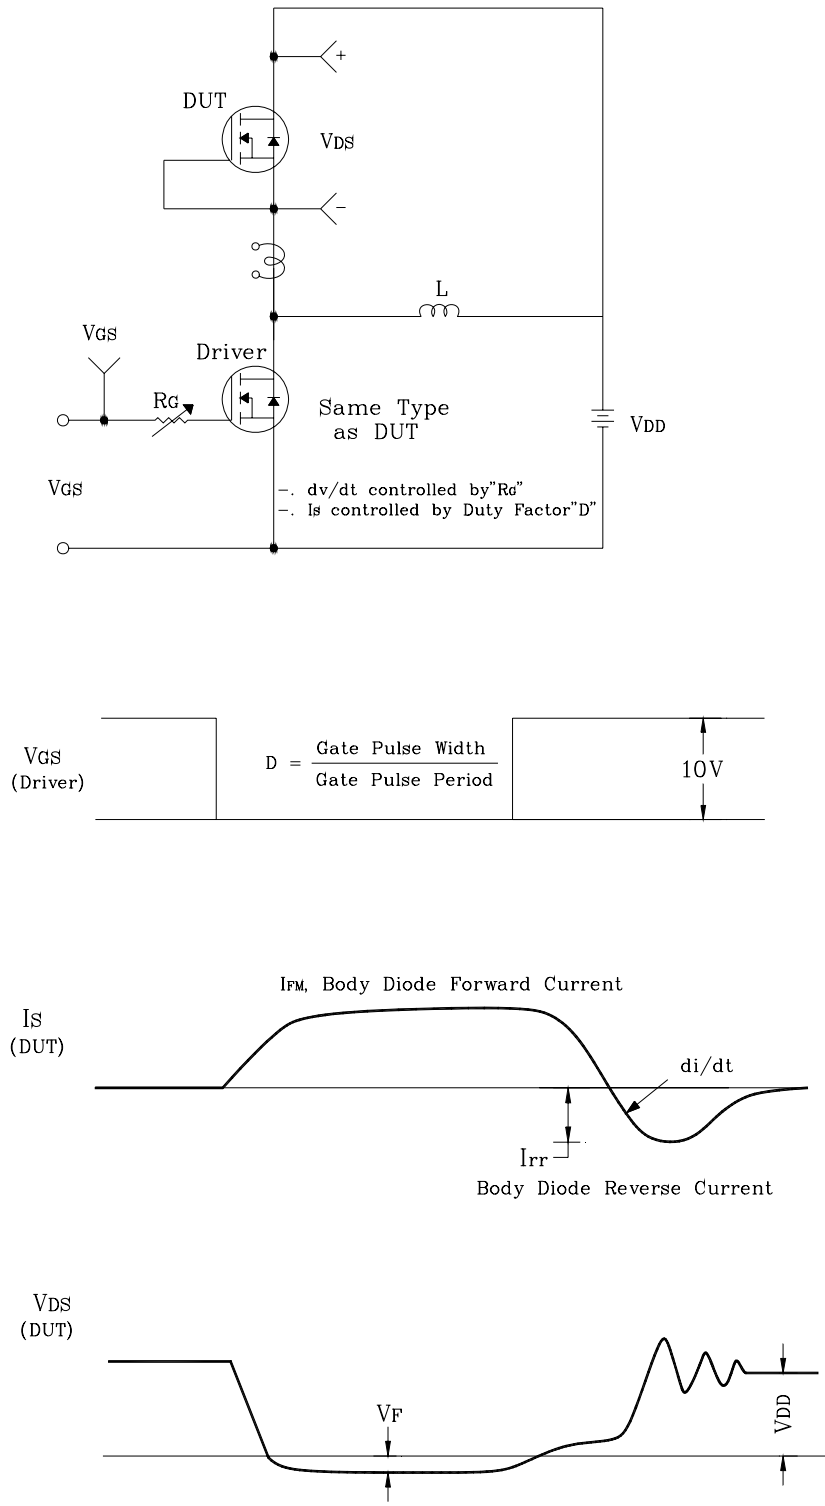 +
DUT
VDS
−
L
VGS
Driver
RG
Same Type
as DUT
VDD
VGS
−. dv/dt controlled by"RG"
−. IS controlled by Duty Factor"D"
VGS
(Driver)
D = Gate Pulse Width
Gate Pulse Period
10V
IFM, Body Diode Forward Current
IS
(DUT)
di/dt
Irr
Body Diode Reverse Current
VDS
(DUT)
VF
VDD